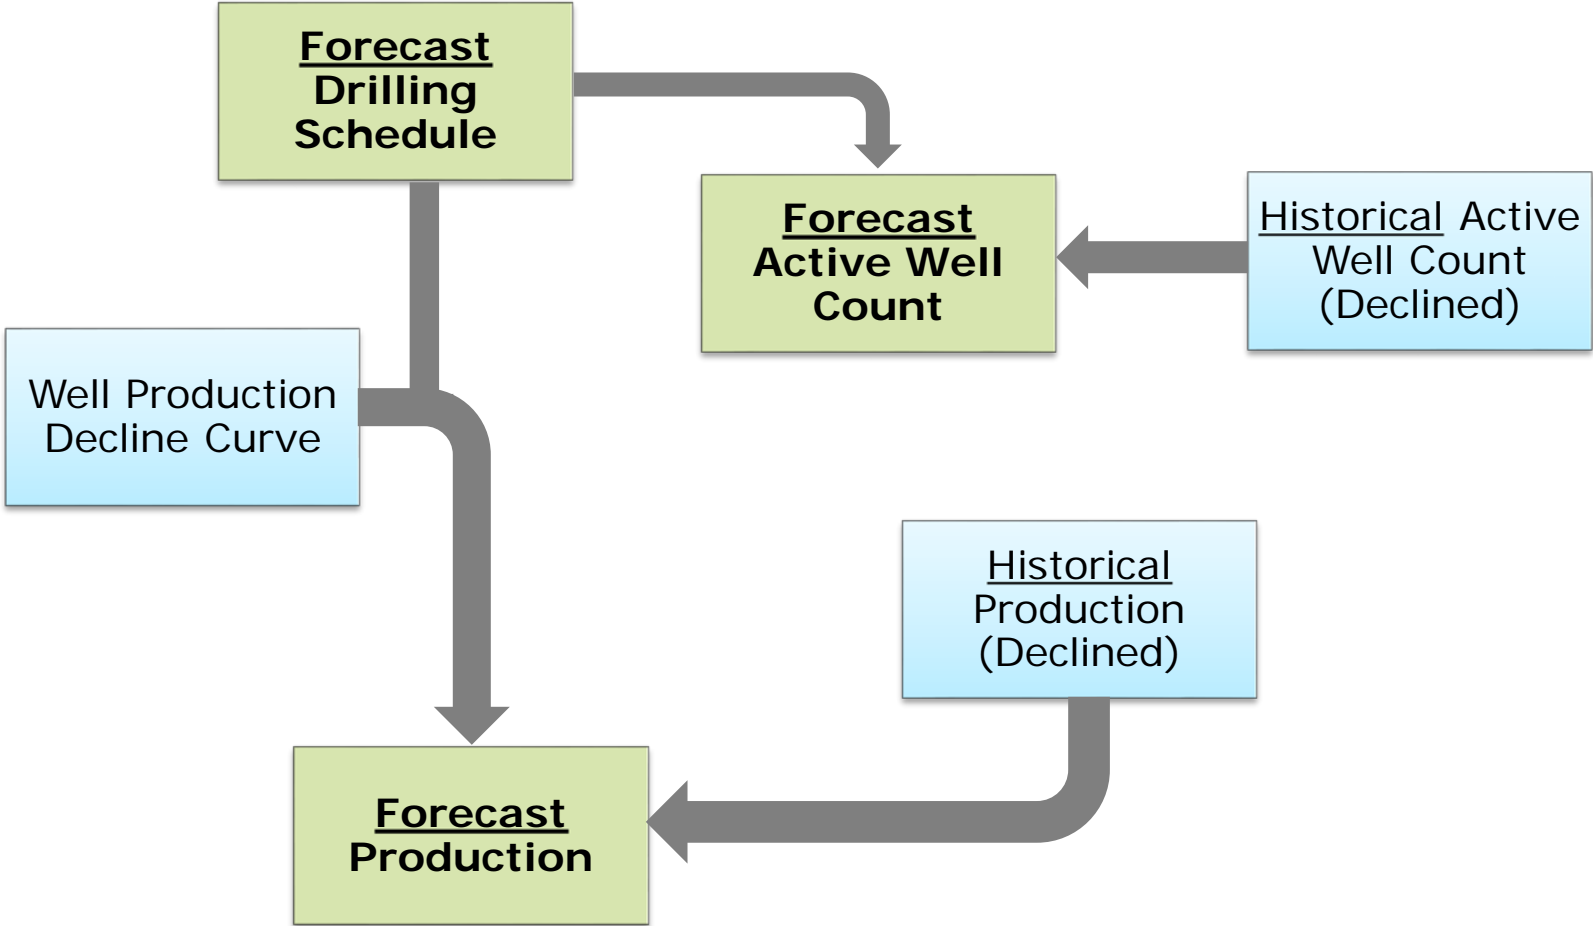 Forecast
Drilling
Schedule
Forecast
Active Well
Count
Historical Active
Well Count
(Declined)
Well Production
Decline Curve
Historical
Production
(Declined)
Forecast
Production